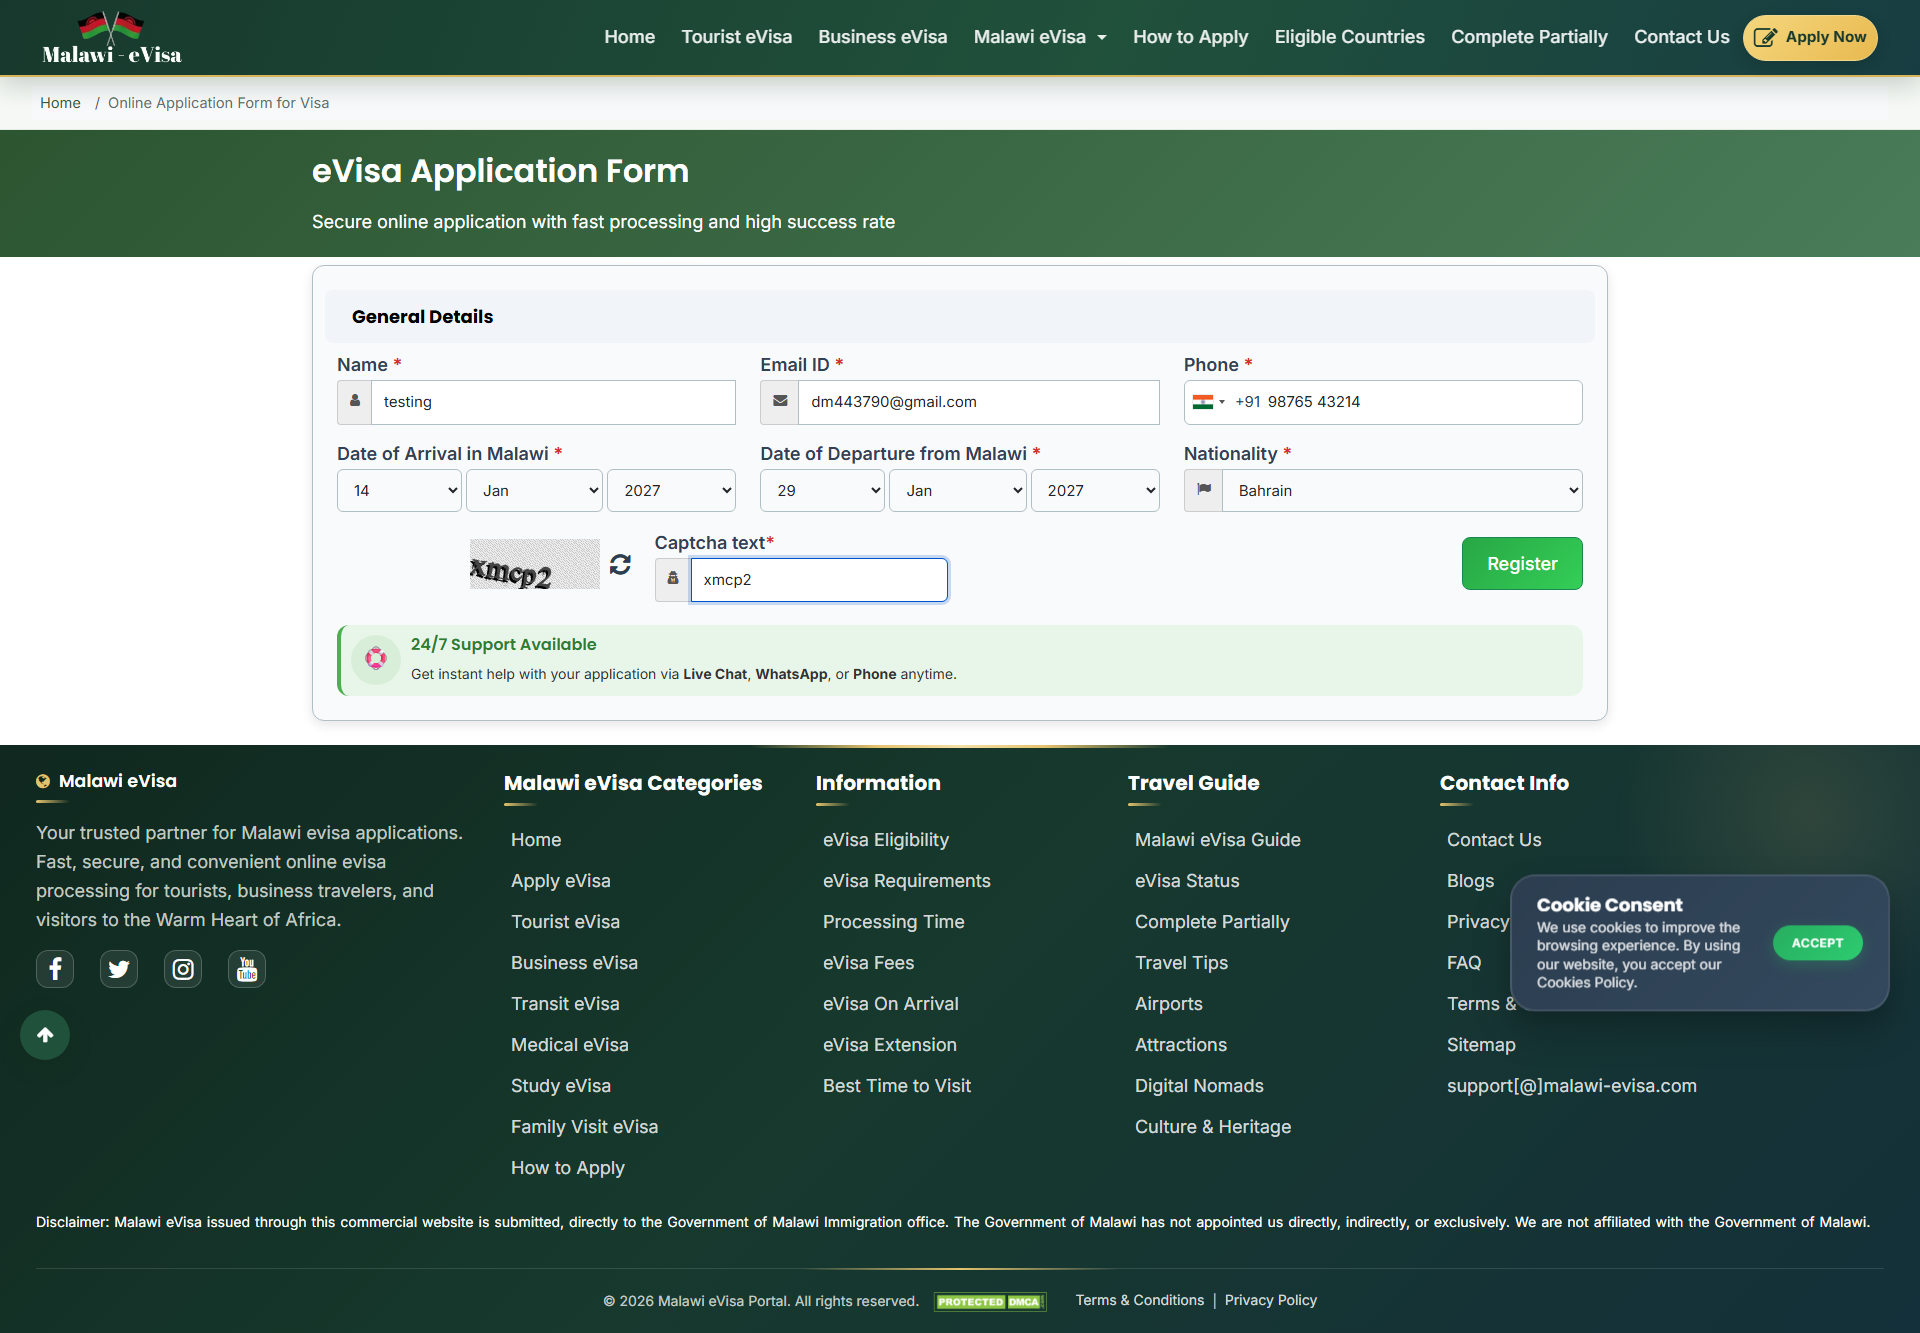 Malawi - eVisa
Home
Tourist eVisa
Business eVisa
Malawi eVisa
How to Apply
Eligible Countries
Complete Partially
Contact Us
Apply Now
Home / Online Application Form for Visa
eVisa Application Form
Secure online application with fast processing and high success rate
General Details
Name *
testing
Email ID *
dm443790@gmail.com
Phone *
+91 98765 43214
Date of Arrival in Malawi *
14 Jan 2027
Date of Departure from Malawi *
29 Jan 2027
Nationality *
Bahrain
xmcp2
Captcha text*
xmcp2
Register
24/7 Support Available
Get instant help with your application via Live Chat, WhatsApp, or Phone anytime.
Malawi eVisa
Your trusted partner for Malawi evisa applications.
Fast, secure, and convenient online evisa
processing for tourists, business travelers, and
visitors to the Warm Heart of Africa.
You
Tube
Malawi eVisa Categories
Home
Apply eVisa
Tourist eVisa
Business eVisa
Transit eVisa
Medical eVisa
Study eVisa
Family Visit eVisa
How to Apply
Information
eVisa Eligibility
eVisa Requirements
Processing Time
eVisa Fees
eVisa On Arrival
eVisa Extension
Best Time to Visit
Travel Guide
Malawi eVisa Guide
eVisa Status
Complete Partially
Travel Tips
Airports
Attractions
Digital Nomads
Culture & Heritage
Contact Info
Contact Us
Blogs
Privacy
FAQ
Terms &
Sitemap
support[@]malawi-evisa.com
Cookie Consent
We use cookies to improve the
browsing experience. By using
our website, you accept our
Cookies Policy.
ACCEPT
Disclaimer: Malawi eVisa issued through this commercial website is submitted, directly to the Government of Malawi Immigration office. The Government of Malawi has not appointed us directly, indirectly, or exclusively. We are not affiliated with the Government of Malawi.
© 2026 Malawi eVisa Portal. All rights reserved.
PROTECTED DMCA
Terms & Conditions | Privacy Policy